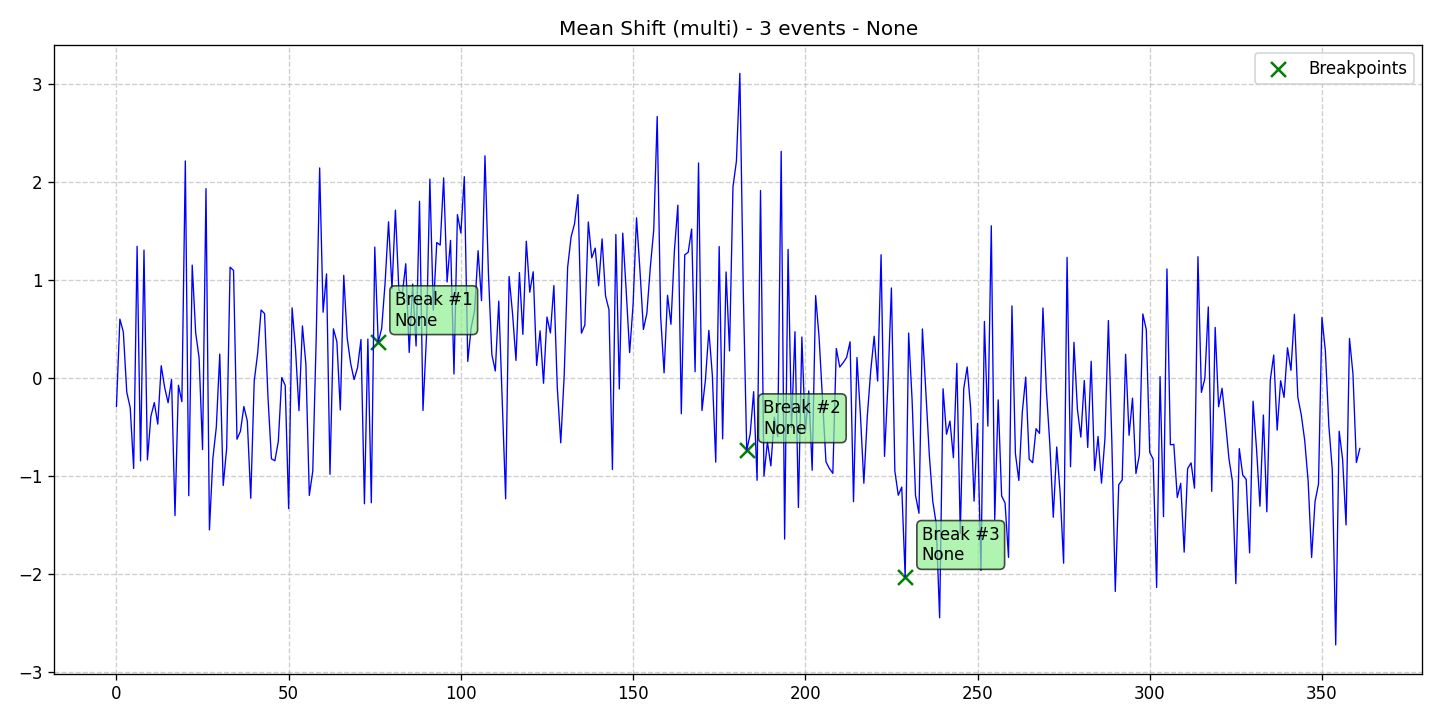 Mean Shift (multi) - 3 events - None
Breakpoints
3
2
1
0
−1
−2
−3
Break #1
None
Break #2
None
Break #3
None
0
50
100
150
200
250
300
350